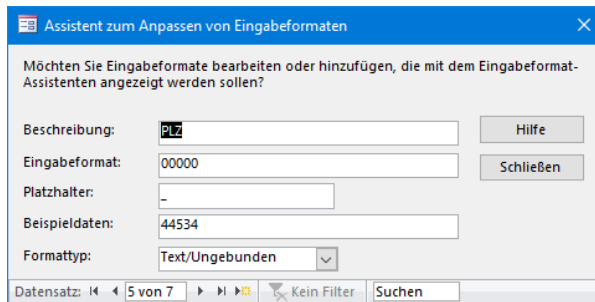 Assistent zum Anpassen von Eingabeformaten
Möchten Sie Eingabeformate bearbeiten oder hinzufügen, die mit dem Eingabeformat-
Assistenten angezeigt werden sollen?
Beschreibung: PLZ Hilfe
Eingabeformat: 00000 Schließen
Platzhalter: _
Beispieldaten: 44534
Formattyp: Text/Ungebunden
Datensatz: 5 von 7 Kein Filter Suchen